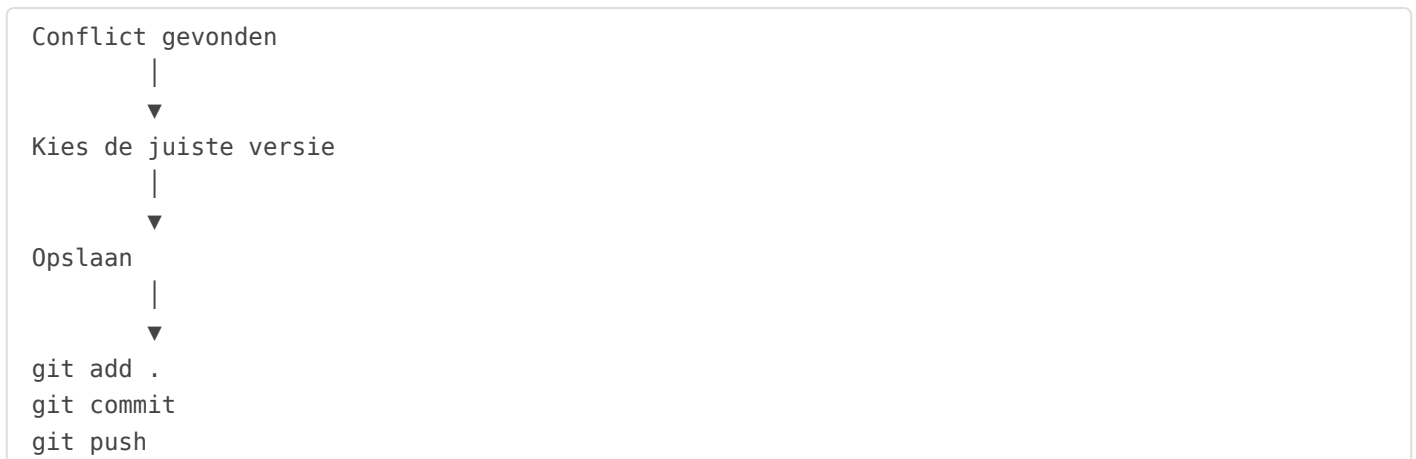 Conflict gevonden
│
▼
Kies de juiste versie
│
▼
Opslaan
│
▼
git add .
git commit
git push